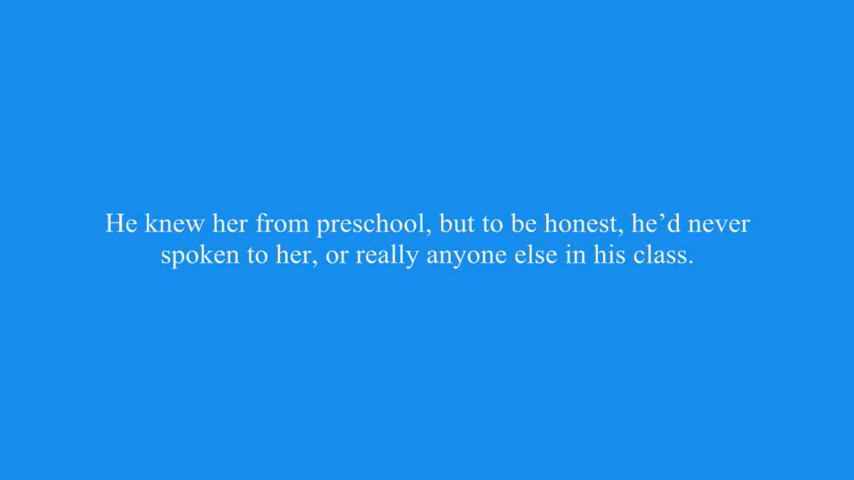 He knew her from preschool, but to be honest, he’d never
spoken to her, or really anyone else in his class.